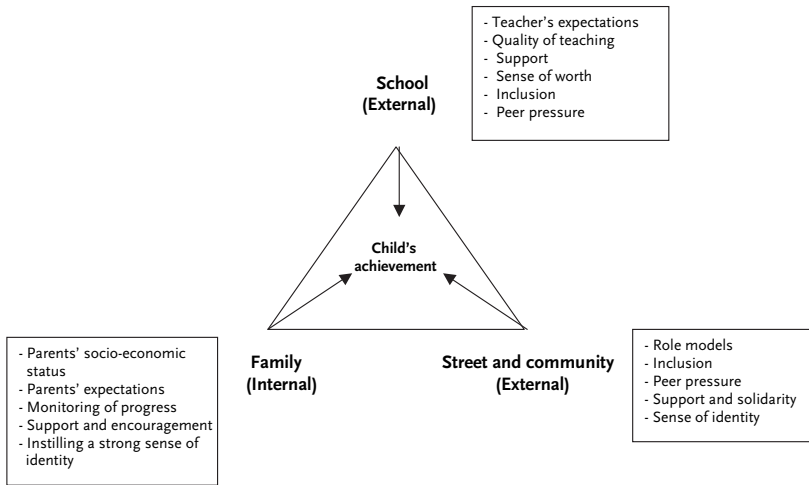 - Teacher's expectations
- Quality of teaching
- Support
- Sense of worth
- Inclusion
- Peer pressure
School
(External)
Child's
achievement
- Parents' socio-economic
status
- Parents' expectations
- Monitoring of progress
- Support and encouragement
- Instilling a strong sense of
identity
Family
(Internal)
Street and community
(External)
- Role models
- Inclusion
- Peer pressure
- Support and solidarity
- Sense of identity